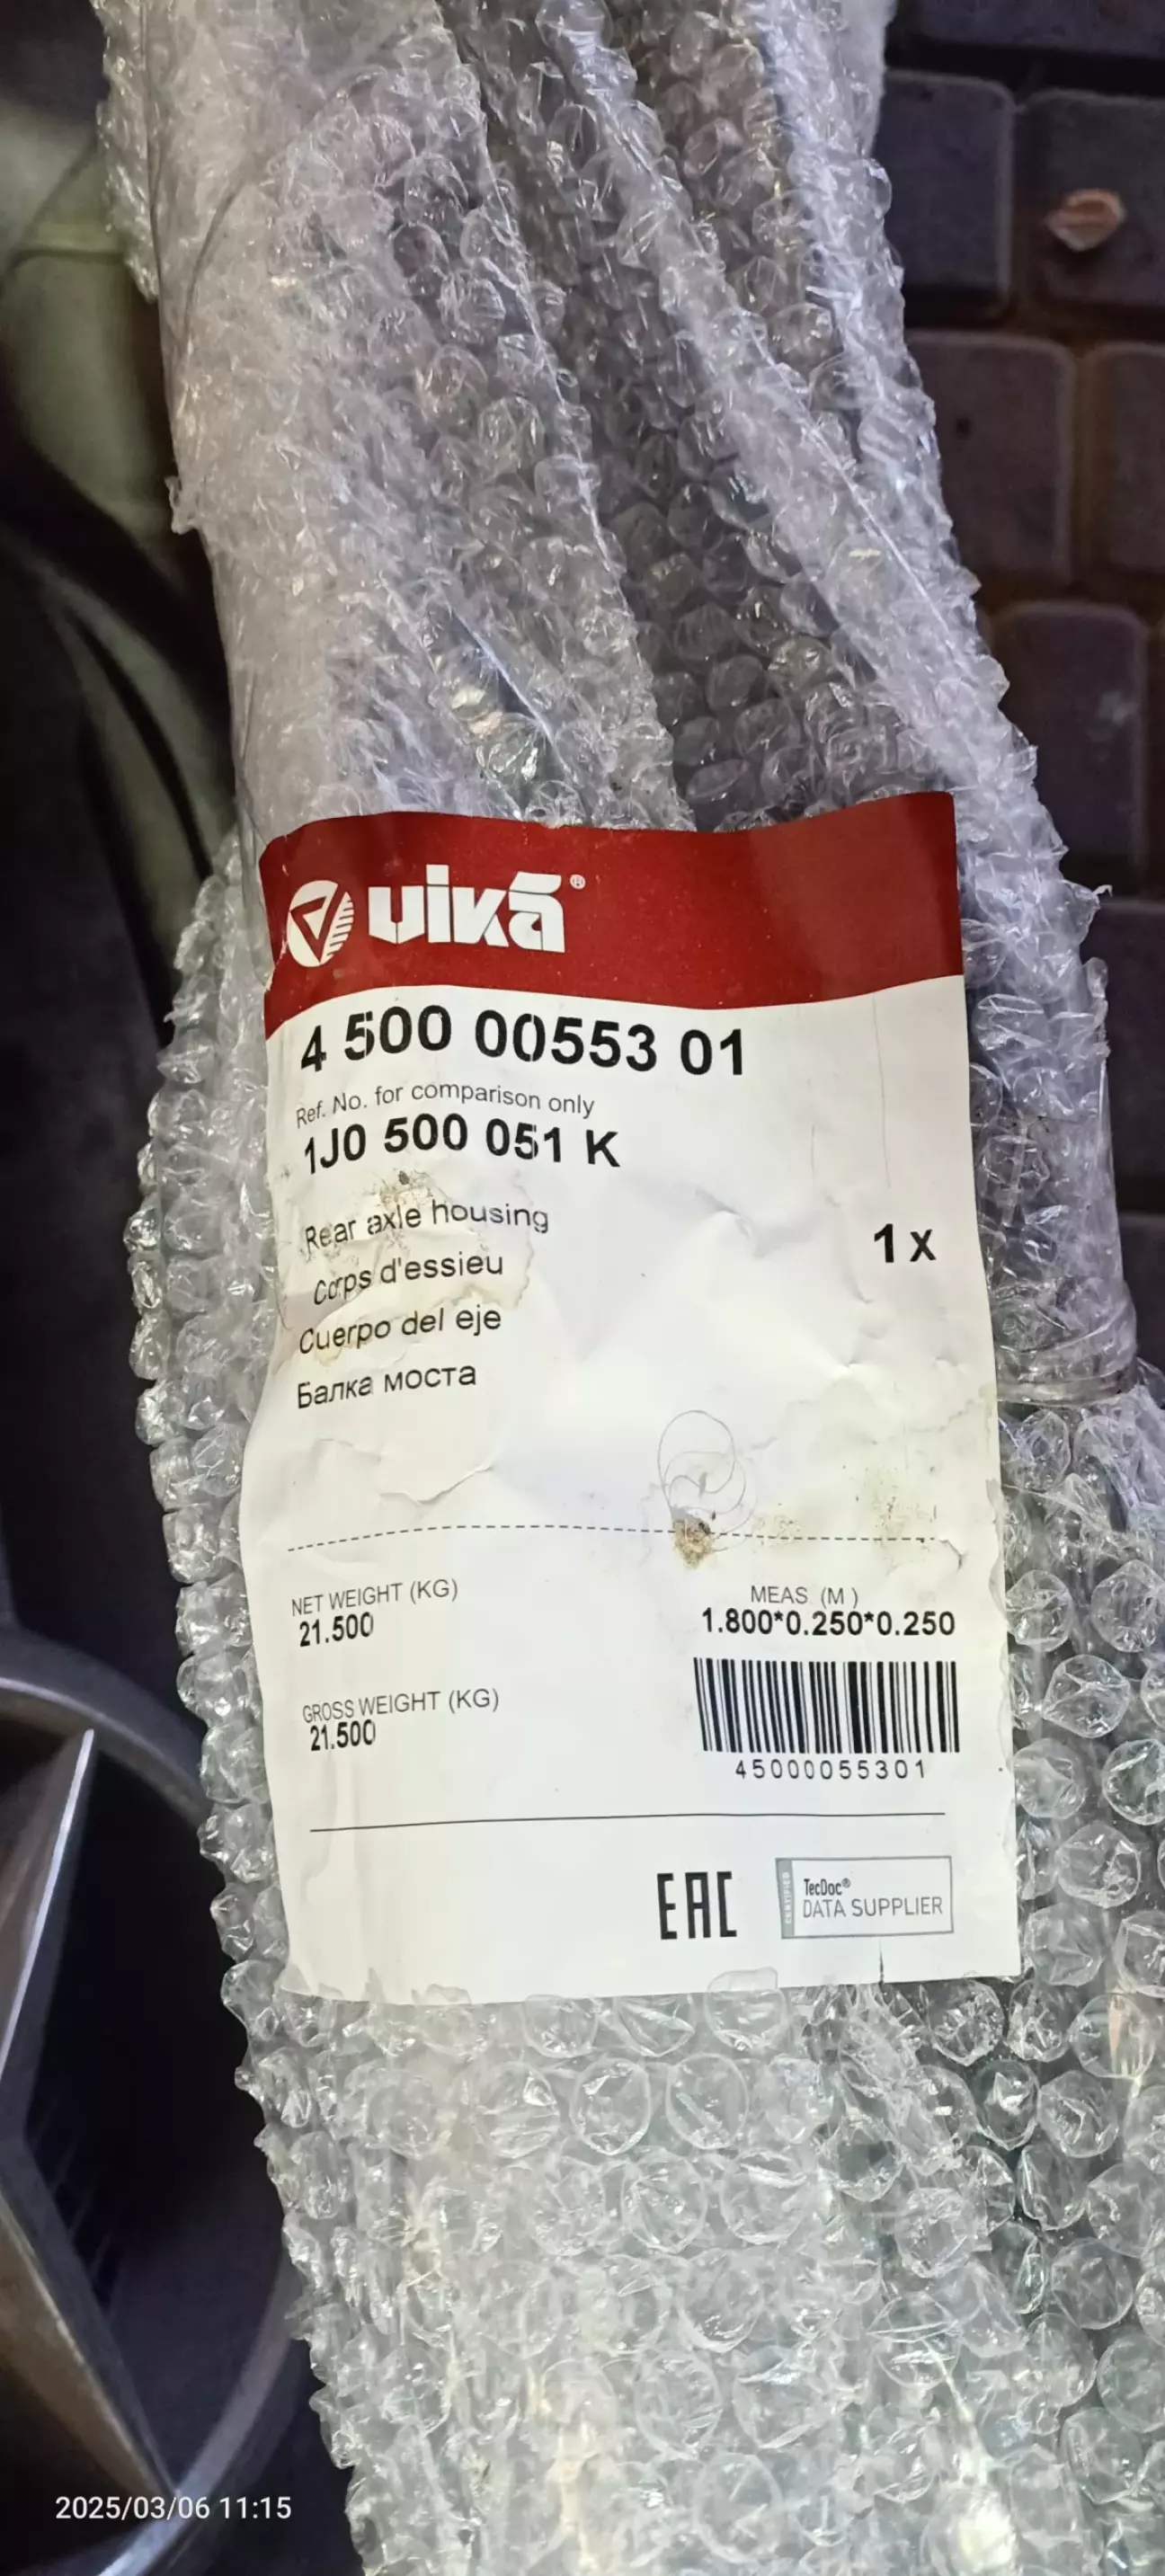 vika®
4 500 00553 01
Ref. No. for comparison only
1J0 500 051 K
Rear axle housing
Corps d'essieu
1 x
Cuerpo del eje
Балка моста
NET WEIGHT (KG)
21.500
MEAS. (M)
1.800*0.250*0.250
GROSS WEIGHT (KG)
21.500
45000055301
EAC
CERTIFIED
TecDoc®
DATA SUPPLIER
2025/03/06 11:15